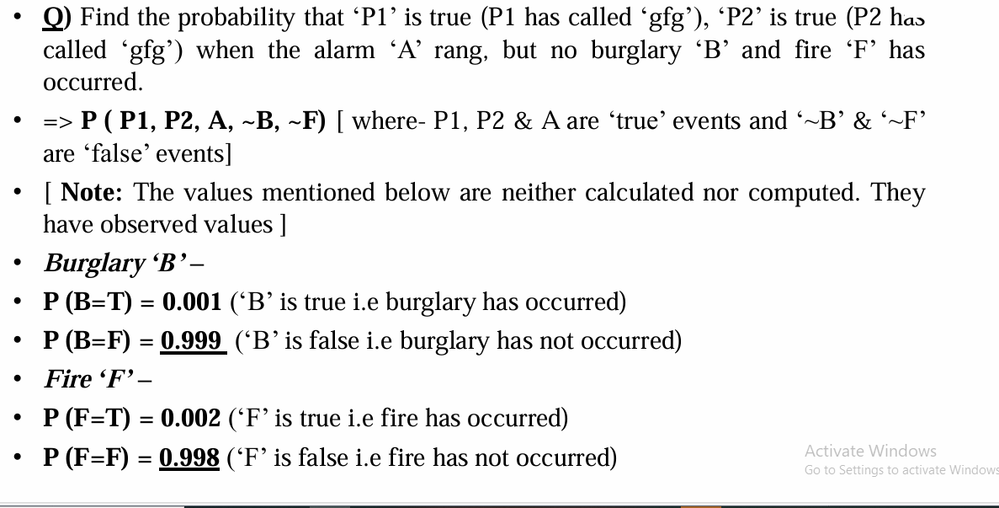 • Q) Find the probability that ‘P1’ is true (P1 has called ‘gfg’), ‘P2’ is true (P2 has
called ‘gfg’) when the alarm ‘A’ rang, but no burglary ‘B’ and fire ‘F’ has
occurred.
• => P ( P1, P2, A, ~B, ~F) [ where- P1, P2 & A are ‘true’ events and ‘~B’ & ‘~F’
are ‘false’ events]
• [ Note: The values mentioned below are neither calculated nor computed. They
have observed values ]
• Burglary ‘B’ –
• P (B=T) = 0.001 (‘B’ is true i.e burglary has occurred)
• P (B=F) = 0.999 (‘B’ is false i.e burglary has not occurred)
• Fire ‘F’ –
• P (F=T) = 0.002 (‘F’ is true i.e fire has occurred)
• P (F=F) = 0.998 (‘F’ is false i.e fire has not occurred)
Activate Windows
Go to Settings to activate Windows